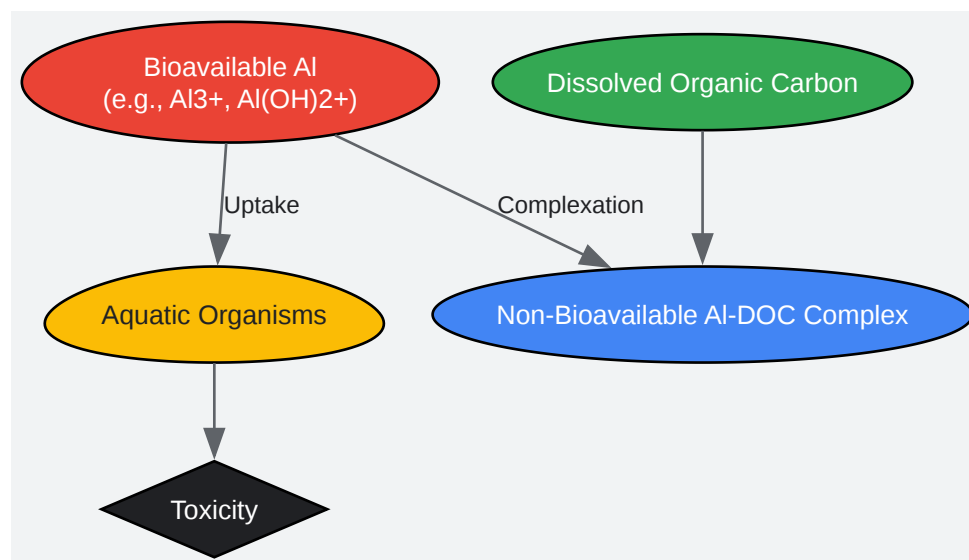 Bioavailable Al
(e.g., Al3+, Al(OH)2+)
Dissolved Organic Carbon
Uptake
Complexation
Aquatic Organisms
Non-Bioavailable Al-DOC Complex
Toxicity